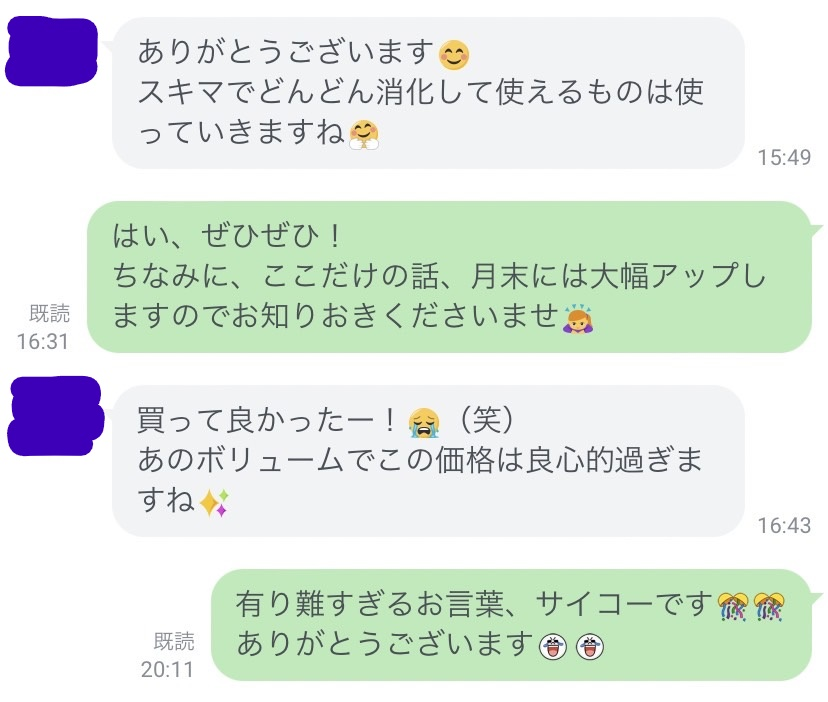 ありがとうございます😊
スキマでどんどん消化して使えるものは使
っていきますね🤗
15:49
はい、ぜひぜひ！
ちなみに、ここだけの話、月末には大幅アップし
ますのでお知りおきくださいませ🙇‍♀️
既読
16:31
買って良かったー！😭（笑）
あのボリュームでこの価格は良心的過ぎま
すね✨
16:43
有り難すぎるお言葉、サイコーです🎊🎊
ありがとうございます😂😂
既読
20:11